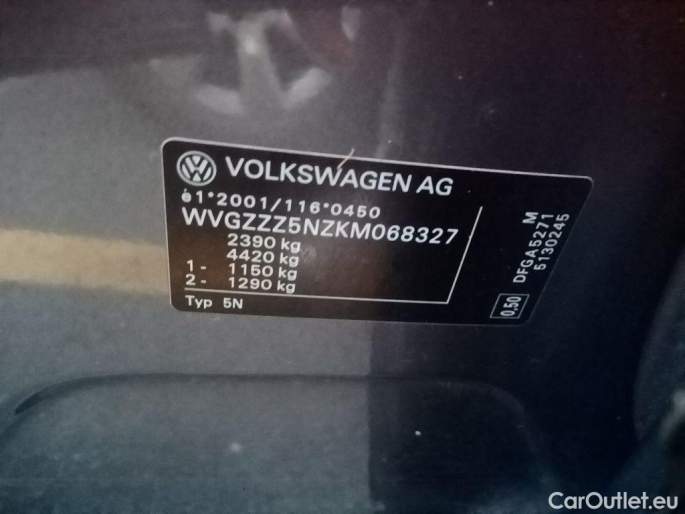 VOLKSWAGEN AG
e1*2001/116*0450
WVGZZZ5NZKM068327
2390 kg
4420 kg
1 - 1150 kg
2 - 1290 kg
Typ 5N
0,50
DFGA5271
M
5130245
CarOutlet.eu